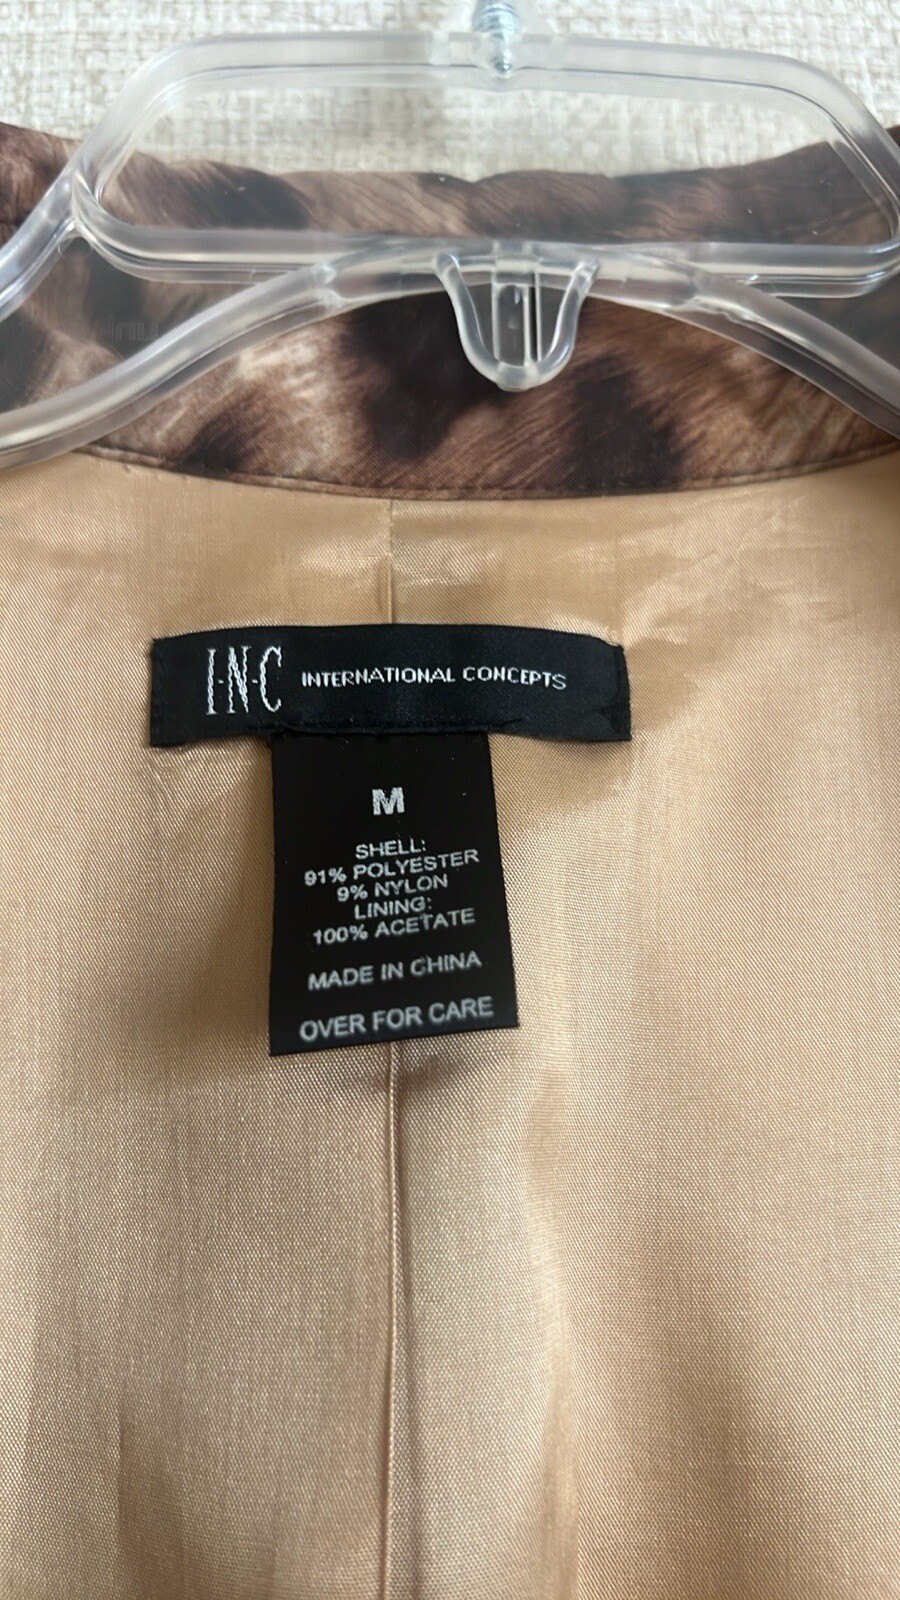 I·N·C INTERNATIONAL CONCEPTS
M
SHELL:
91% POLYESTER
9% NYLON
LINING:
100% ACETATE
MADE IN CHINA
OVER FOR CARE